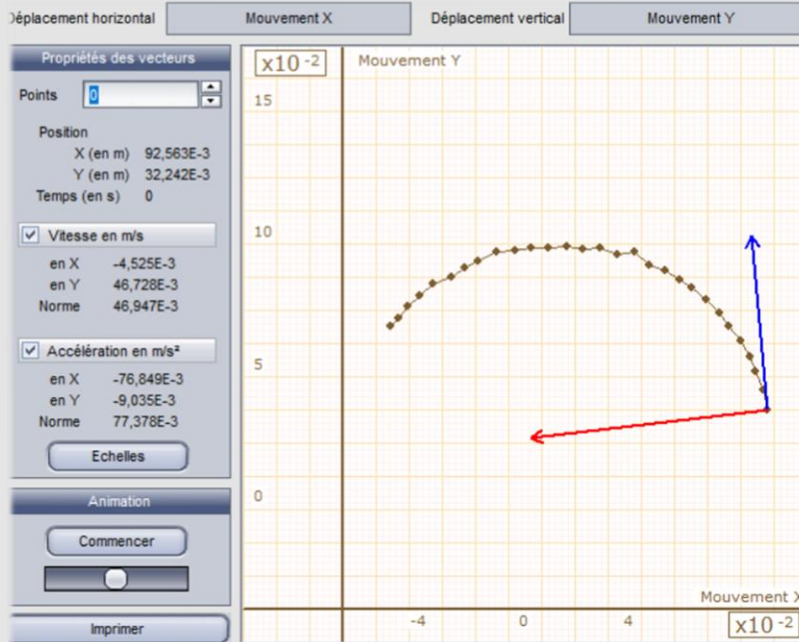 Déplacement horizontal Mouvement X Déplacement vertical Mouvement Y
Propriétés des vecteurs
Points 0
Position
X (en m) 92,563E-3
Y (en m) 32,242E-3
Temps (en s) 0
Vitesse en m/s
en X -4,525E-3
en Y 46,728E-3
Norme 46,947E-3
Accélération en m/s²
en X -76,849E-3
en Y -9,035E-3
Norme 77,378E-3
Echelles
Animation
Commencer
Imprimer
x10 -2 Mouvement Y
15
10
5
0
Mouvement X
-4 0 4 x10 -2